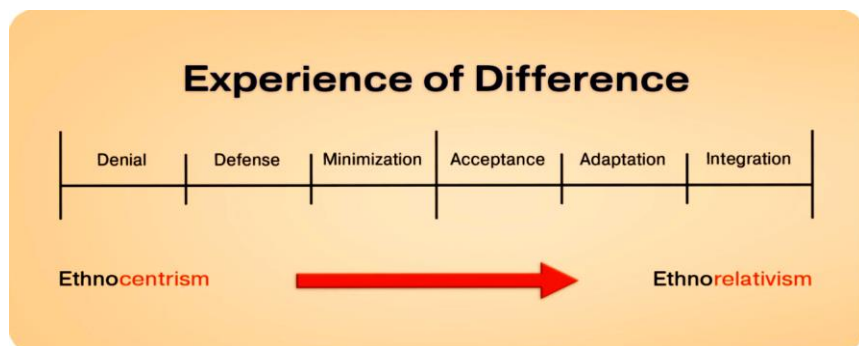 Experience of Difference
Denial Defense Minimization Acceptance Adaptation Integration
Ethnocentrism Ethnorelativism